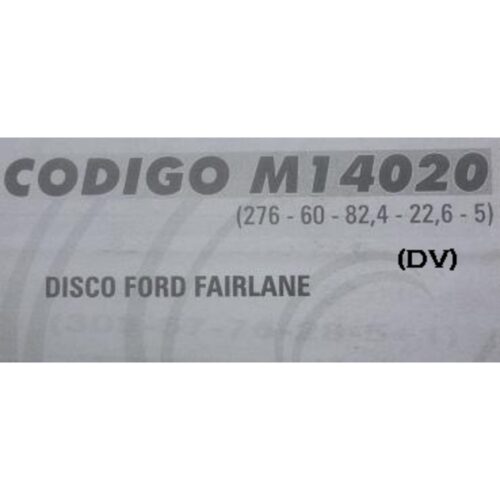 CODIGO M14020
(276 - 60 - 82,4 - 22,6 - 5)
(DV)
DISCO FORD FAIRLANE